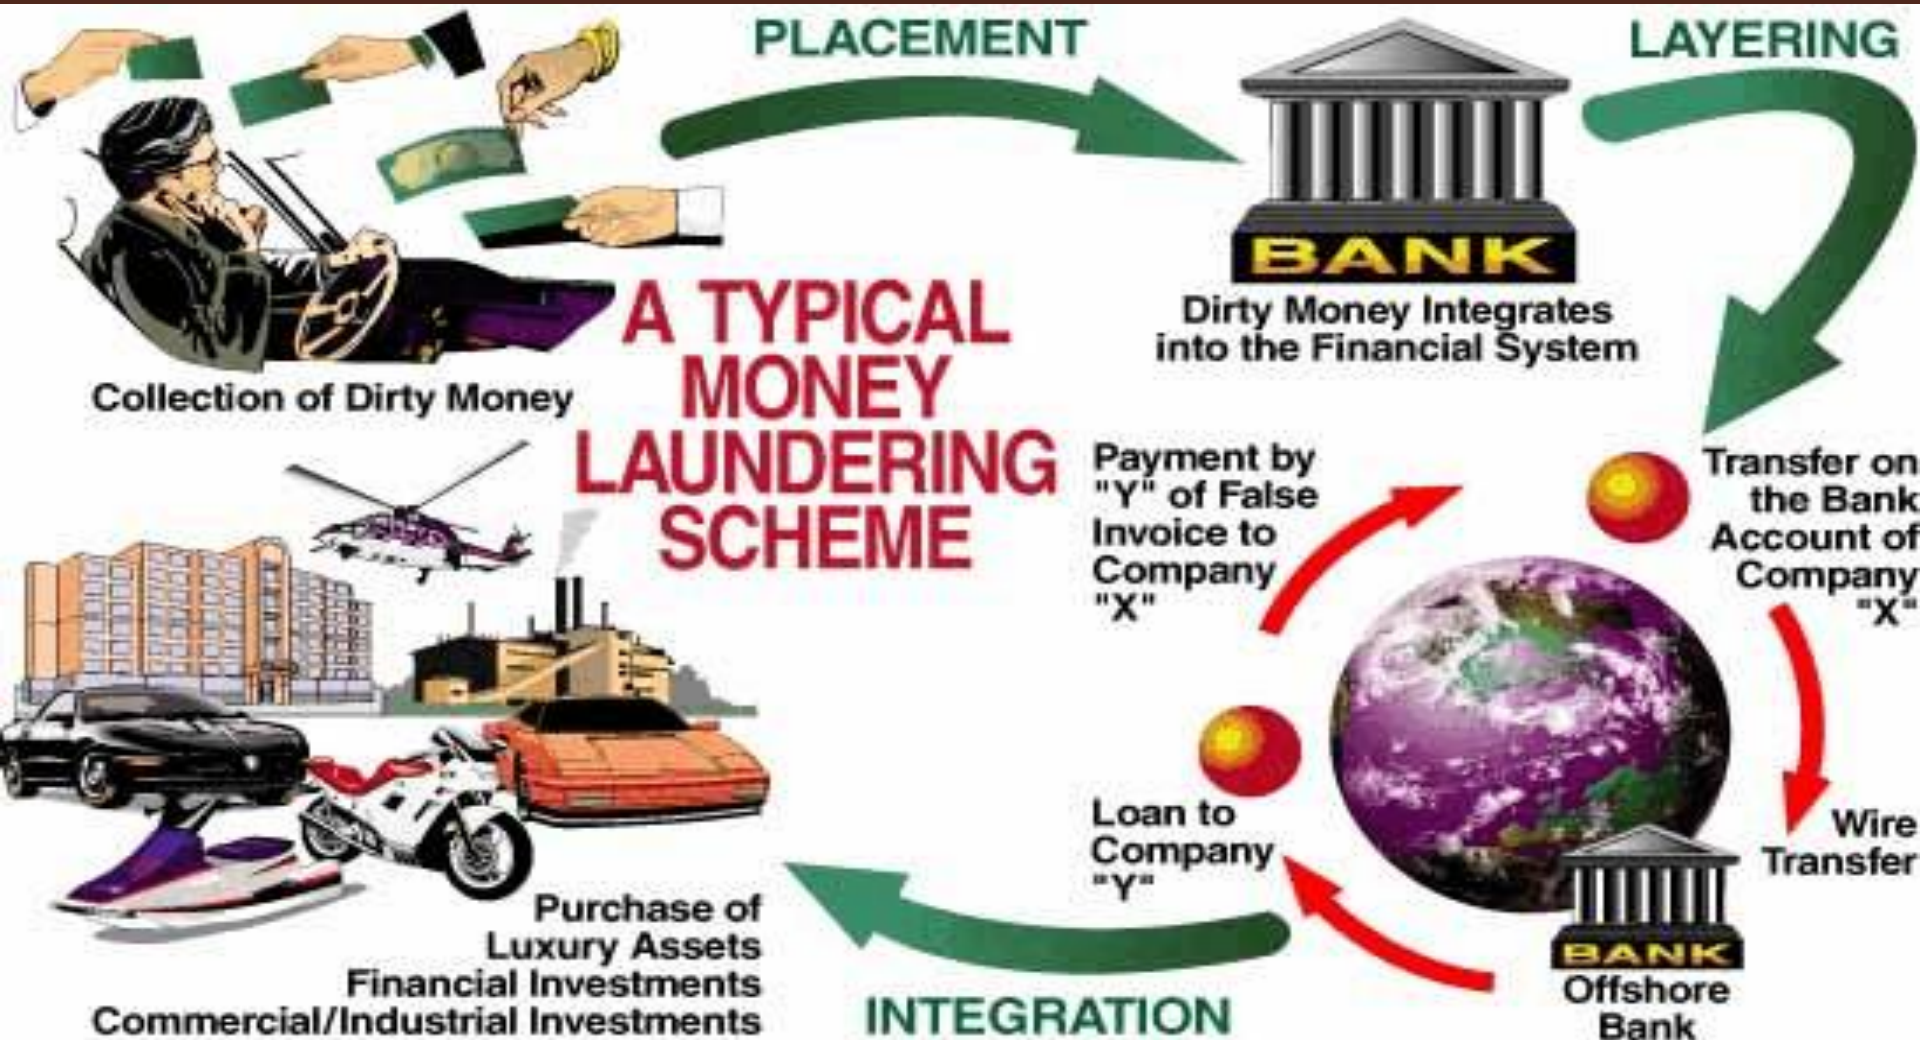 PLACEMENT
LAYERING
BANK
Dirty Money Integrates
into the Financial System
Collection of Dirty Money
A TYPICAL
MONEY
LAUNDERING
SCHEME
Payment by
"Y" of False
Invoice to
Company
"X"
Transfer on
the Bank
Account of
Company
"X"
Wire
Transfer
Loan to
Company
"Y"
BANK
Offshore
Bank
INTEGRATION
Purchase of
Luxury Assets
Financial Investments
Commercial/Industrial Investments